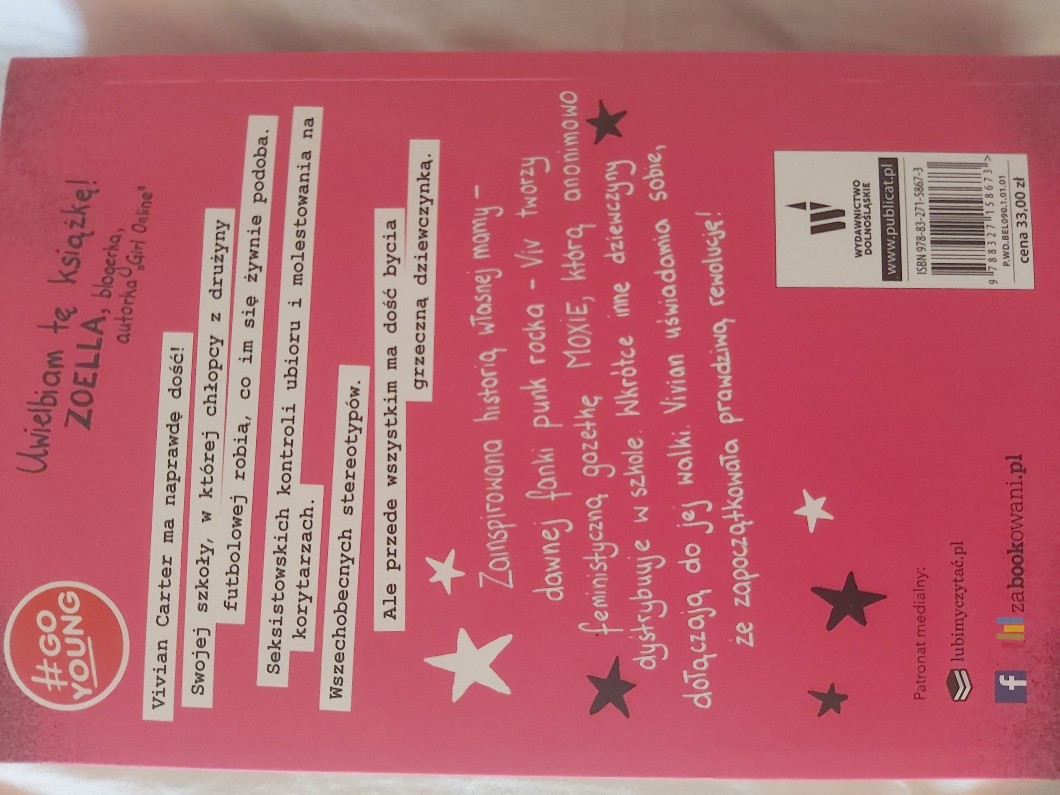 #GO
YOUNG
Uwielbiam tę książkę!
ZOELLA, blogerka,
autorka „Girl Online"
Vivian Carter ma naprawdę dość!
Swojej szkoły, w której chłopcy z drużyny
futbolowej robią, co im się żywnie podoba.
Seksistowskich kontroli ubioru i molestowania na
korytarzach.
Wszechobecnych stereotypów.
Ale przede wszystkim ma dość bycia
grzeczną dziewczynką.
Zainspirowana historią własnej mamy –
dawnej fanki punk rocka – Viv tworzy
feministyczną gazetkę MOXIE, którą anonimowo
dystrybuuje w szkole. Wkrótce inne dziewczyny
dołączają do jej walki. Vivian uświadamia sobie,
że zapoczątkowała prawdziwą rewolucję!
Patronat medialny:
lubimyczytać.pl
f
zabookowani.pl
WYDAWNICTWO
DOLNOŚLĄSKIE
www.publicat.pl
ISBN 978-83-271-5867-3
9 788327 158673 >
P.WD.BEL090.1.01.01
cena 33,00 zł